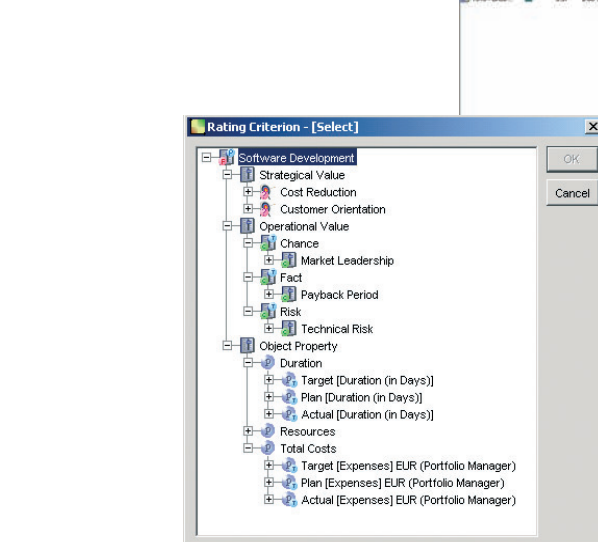 Rating Criterion - [Select]
Software Development
OK
Strategical Value
Cost Reduction
Cancel
Customer Orientation
Operational Value
Chance
Market Leadership
Fact
Payback Period
Risk
Technical Risk
Object Property
Duration
Target [Duration (in Days)]
Plan [Duration (in Days)]
Actual [Duration (in Days)]
Resources
Total Costs
Target [Expenses] EUR (Portfolio Manager)
Plan [Expenses] EUR (Portfolio Manager)
Actual [Expenses] EUR (Portfolio Manager)